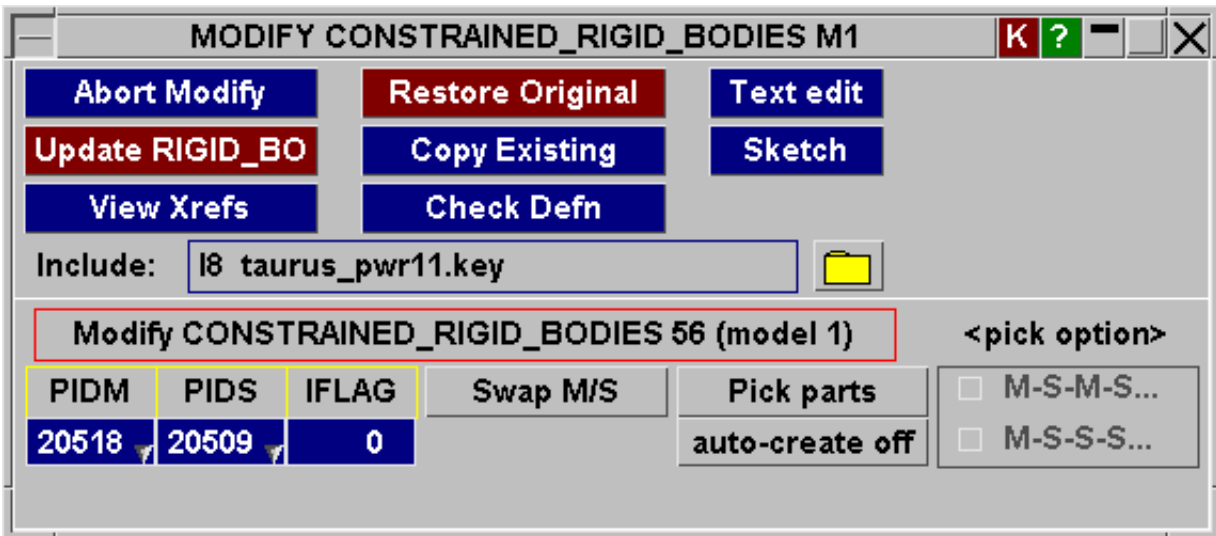 MODIFY CONSTRAINED_RIGID_BODIES M1 K ?
Abort Modify Restore Original Text edit
Update RIGID_BO Copy Existing Sketch
View Xrefs Check Defn
Include: I8 taurus_pwr11.key
Modify CONSTRAINED_RIGID_BODIES 56 (model 1) <pick option>
PIDM PIDS IFLAG Swap M/S Pick parts M-S-M-S...
20518 20509 0 auto-create off M-S-S-S...